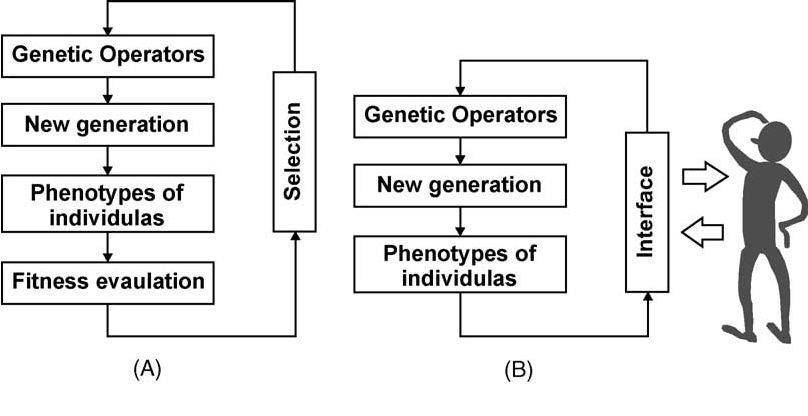 Genetic Operators
New generation
Phenotypes of
individulas
Fitness evaulation
Selection
(A)
Genetic Operators
New generation
Phenotypes of
individulas
Interface
(B)